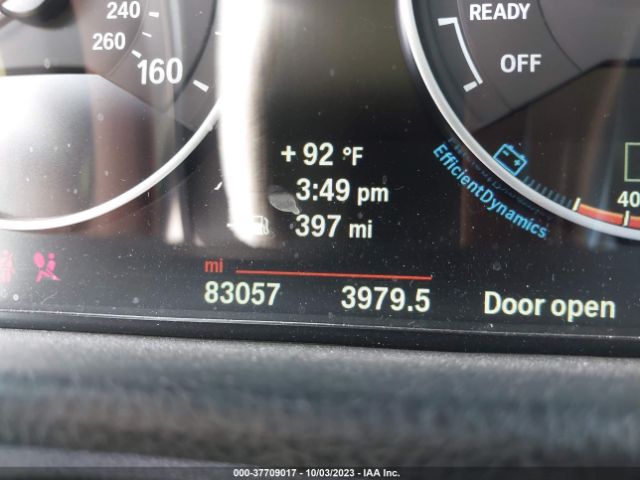 240
260
160
READY
OFF
+ 92 °F
3:49 pm
397 mi
EfficientDynamics
40
mi
83057 3979.5 Door open
000-37709017 - 10/03/2023 - IAA Inc.